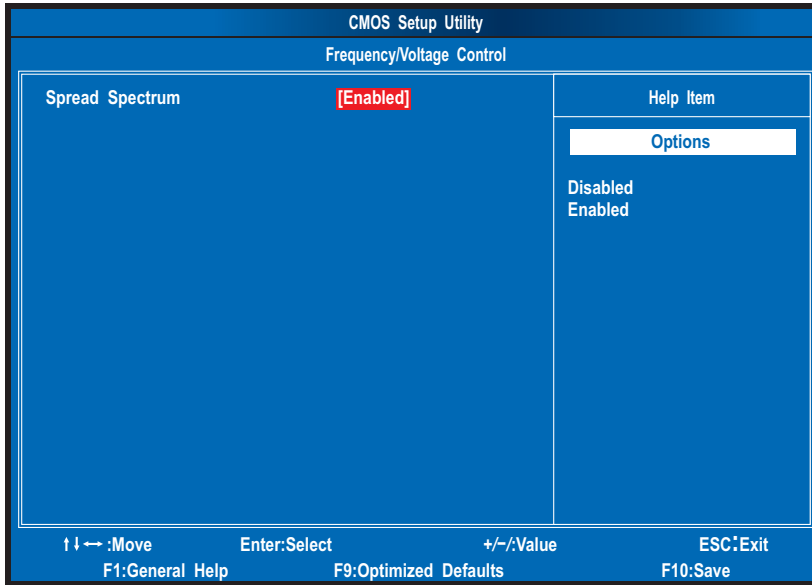 CMOS Setup Utility
Frequency/Voltage Control
Spread Spectrum [Enabled]
Help Item
Options
Disabled
Enabled
↑↓↔ :Move Enter:Select +/-/:Value ESC:Exit
F1:General Help F9:Optimized Defaults F10:Save